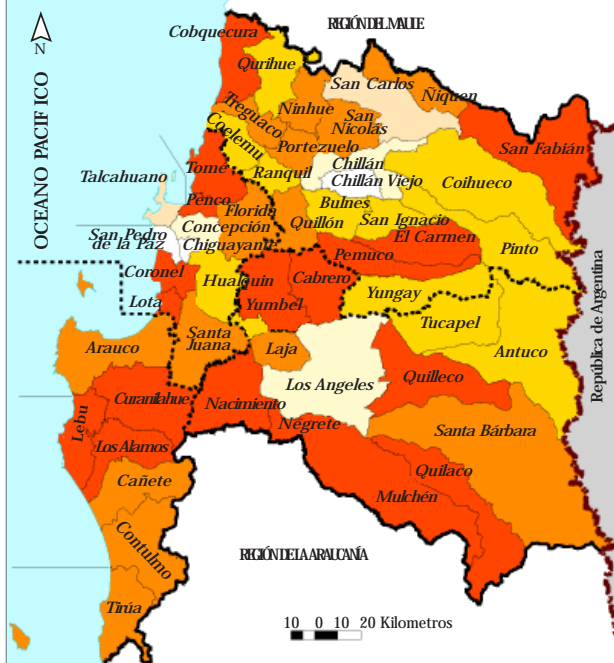 REGIÓN DEL MAULE
N
OCEANO PACIFICO
Cobquecura
Qurihue
San Carlos
Ñiquen
Ninhue
San
Nicolás
Treguaco
Portezuelo
San Fabián
Coelemu
Ranquil
Chillán
Chillán Viejo
Coihueco
Tomé
Talcahuano
Penco
Florida
Bulnes
San Ignacio
Quillón
Concepción
San Pedro
de la Paz
Chiguayante
El Carmen
Pinto
Pemuco
Coronel
Hualquin
Cabrero
Yungay
Lota
Yumbel
Tucapel
República de Argentina
Arauco
Santa
Juana
Laja
Antuco
Los Angeles
Quilleco
Curanilahue
Nacimiento
Lebu
Negrete
Santa Bárbara
Los Alamos
Quilaco
Cañete
Mulchén
Contulmo
REGIÓN DE LA ARAUCANÍA
Tirúa
10 0 10 20 Kilometros